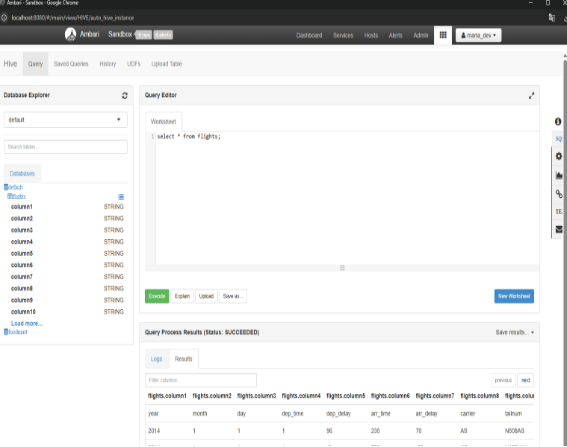 Ambari - Sandbox - Google Chrome
localhost:8080/#/main/view/HIVE/auto_hive_instance
Ambari Sandbox
Dashboard Services Hosts Alerts Admin maria_dev
Hive Query Saved Queries History UDFs Upload Table
Database Explorer
default
Search tables...
Databases
default
flights
column1 STRING
column2 STRING
column3 STRING
column4 STRING
column5 STRING
column6 STRING
column7 STRING
column8 STRING
column9 STRING
column10 STRING
Load more...
foodmart
Query Editor
Worksheet
1 select * from flights;
Execute Explain Upload Save as... New Worksheet
SQL
TEZ
Query Process Results (Status: SUCCEEDED) Save results...
Logs Results
Filter columns... previous next
flights.column1 flights.column2 flights.column3 flights.column4 flights.column5 flights.column6 flights.column7 flights.column8 flights.colu
year month day dep_time dep_delay arr_time arr_delay carrier tailnum
2014 1 1 1 96 235 70 AS N508AS